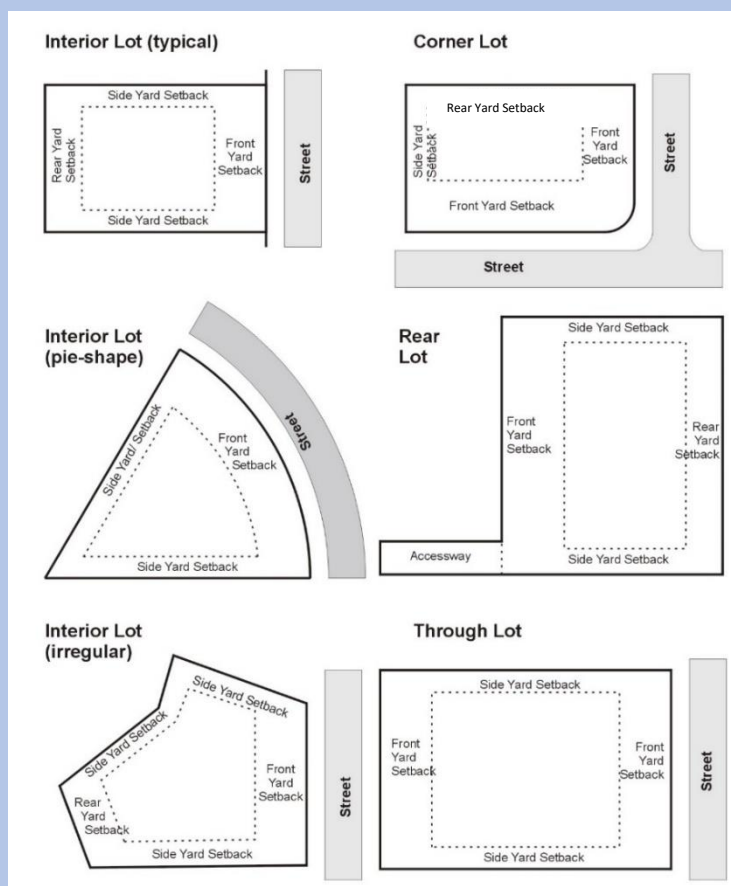 Interior Lot (typical)
Side Yard Setback
Rear Yard
Setback
Front
Yard
Setback
Side Yard Setback
Street
Corner Lot
Rear Yard Setback
Side Yard
Setback
Front
Yard
Setback
Front Yard Setback
Street
Street
Interior Lot
(pie-shape)
Side Yard/ Setback
Front
Yard
Setback
Side Yard Setback
Street
Rear
Lot
Side Yard Setback
Front
Yard
Setback
Rear
Yard
Setback
Accessway
Side Yard Setback
Interior Lot
(irregular)
Side Yard Setback
Side Yard Setback
Rear
Yard
Setback
Front
Yard
Setback
Side Yard Setback
Street
Through Lot
Side Yard Setback
Front
Yard
Setback
Front
Yard
Setback
Side Yard Setback
Street